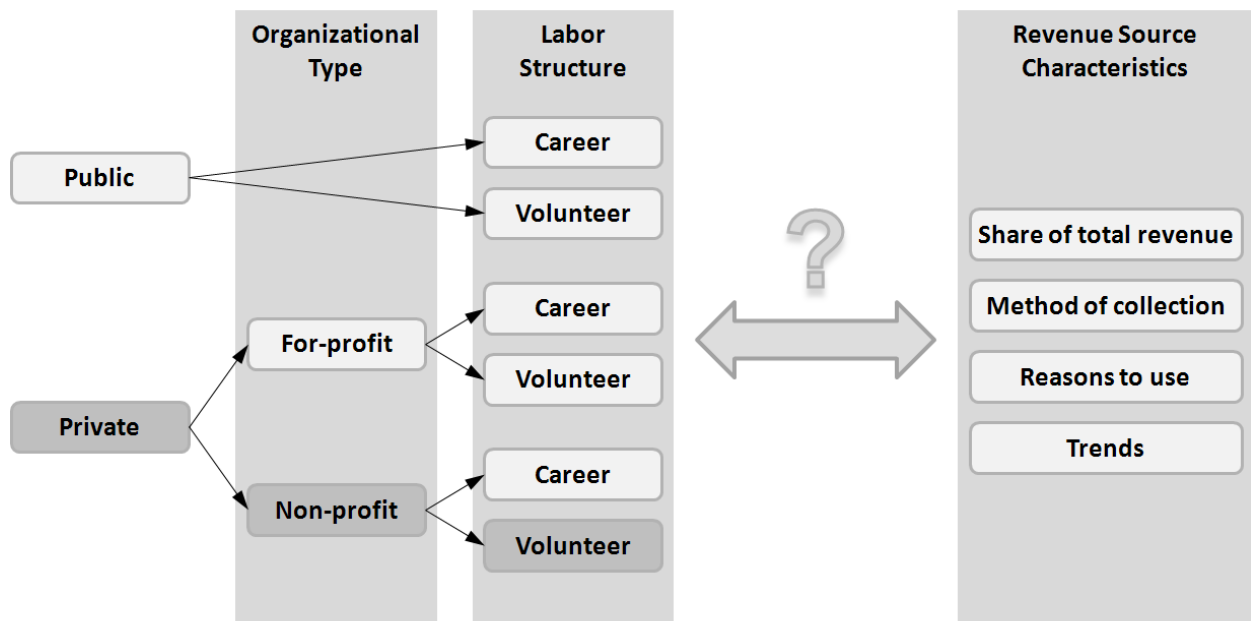 Organizational
Type
Labor
Structure
Revenue Source
Characteristics
Public
Career
Volunteer
?
Share of total revenue
Method of collection
For-profit
Career
Volunteer
Reasons to use
Private
Trends
Non-profit
Career
Volunteer